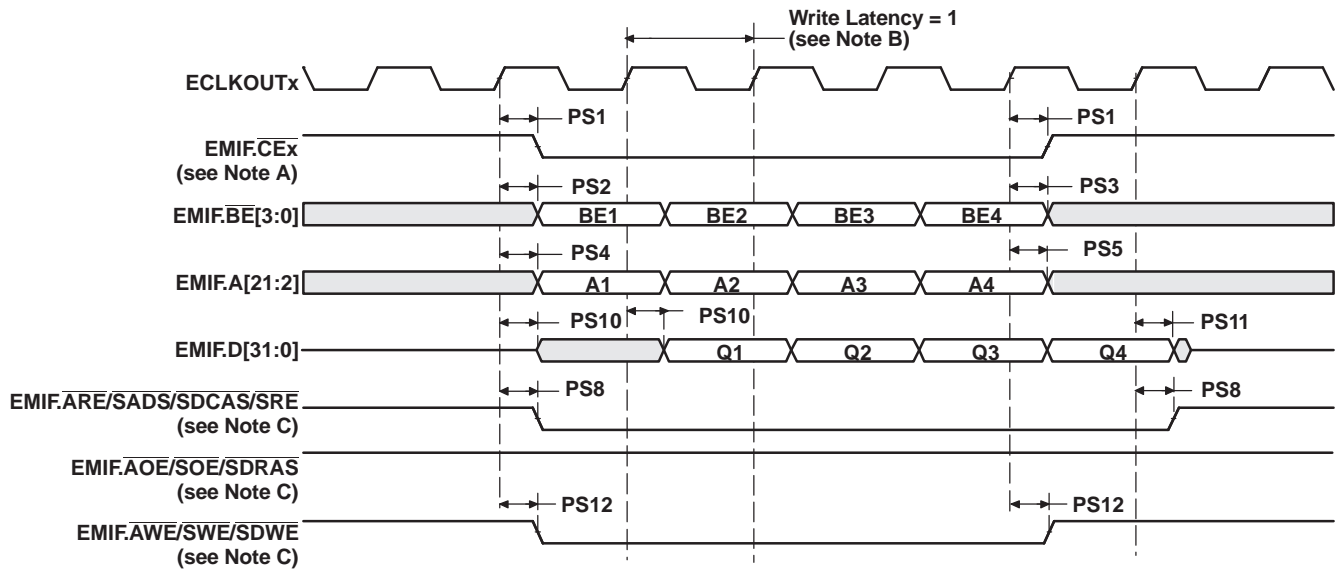 Write Latency = 1
(see Note B)
ECLKOUTx
PS1
PS1
EMIF.CEx
(see Note A)
PS2
PS3
EMIF.BE[3:0]
BE1
BE2
BE3
BE4
PS4
PS5
EMIF.A[21:2]
A1
A2
A3
A4
PS10
PS10
PS11
EMIF.D[31:0]
Q1
Q2
Q3
Q4
PS8
PS8
EMIF.ARE/SADS/SDCAS/SRE
(see Note C)
EMIF.AOE/SOE/SDRAS
(see Note C)
PS12
PS12
EMIF.AWE/SWE/SDWE
(see Note C)